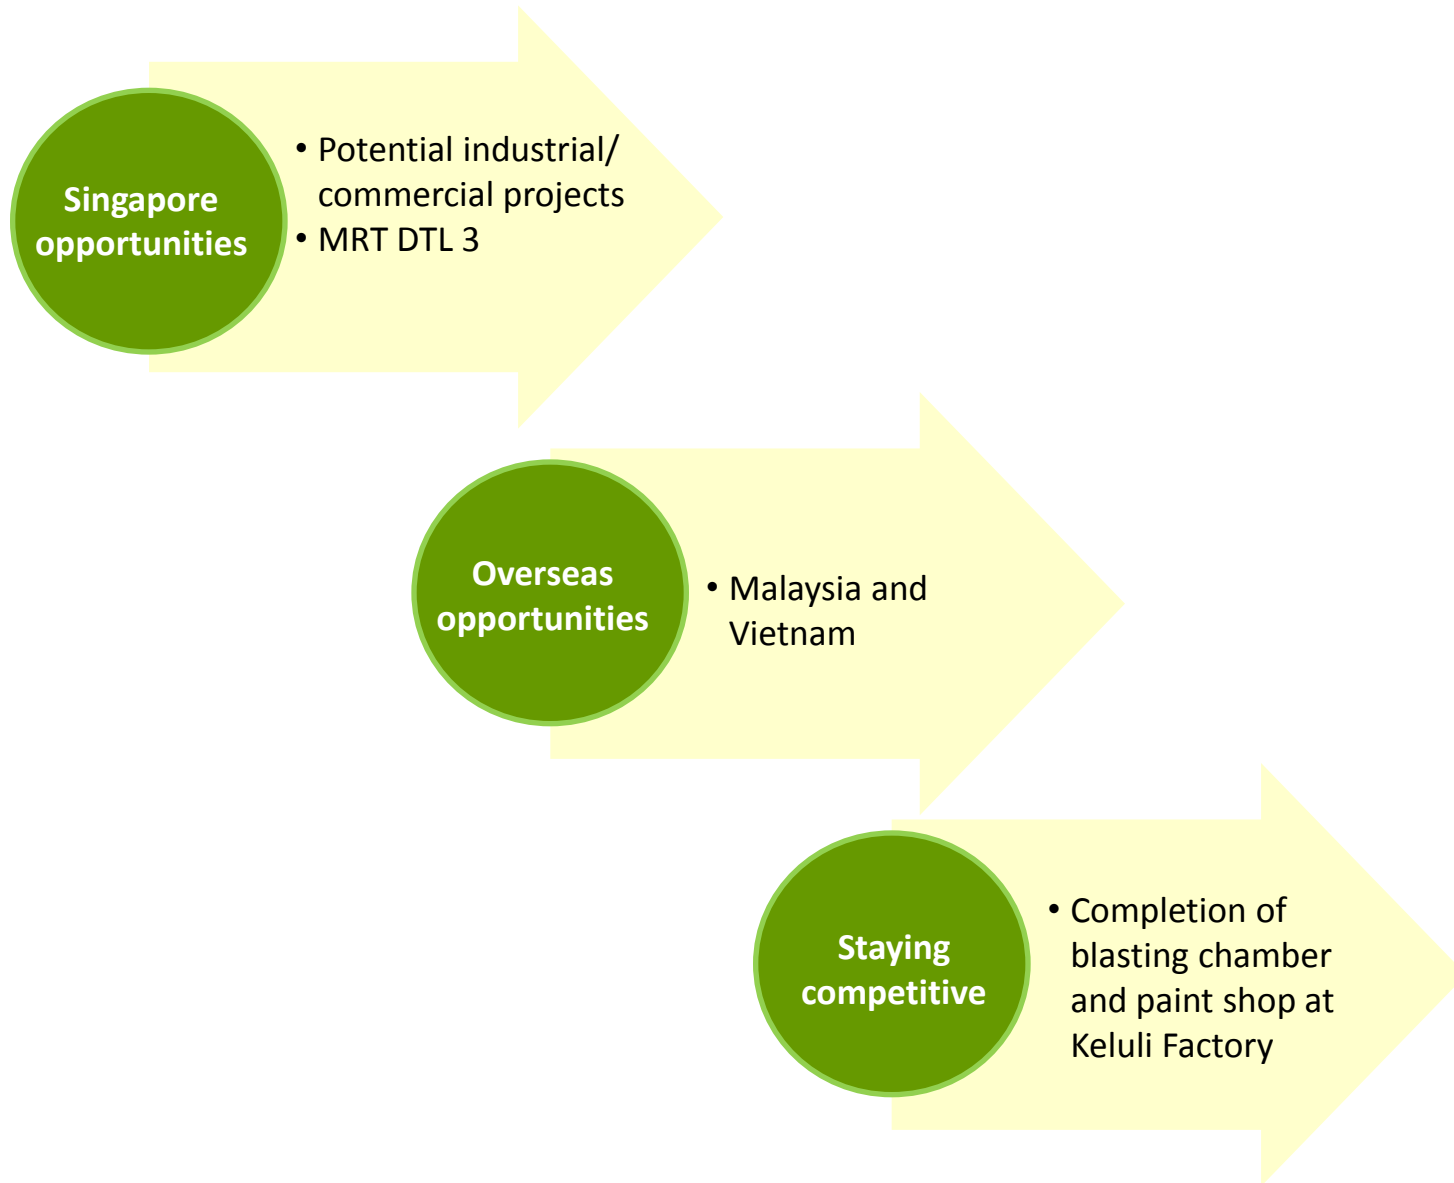 Singapore
opportunities
• Potential industrial/
commercial projects
• MRT DTL 3
Overseas
opportunities
• Malaysia and
Vietnam
Staying
competitive
• Completion of
blasting chamber
and paint shop at
Keluli Factory